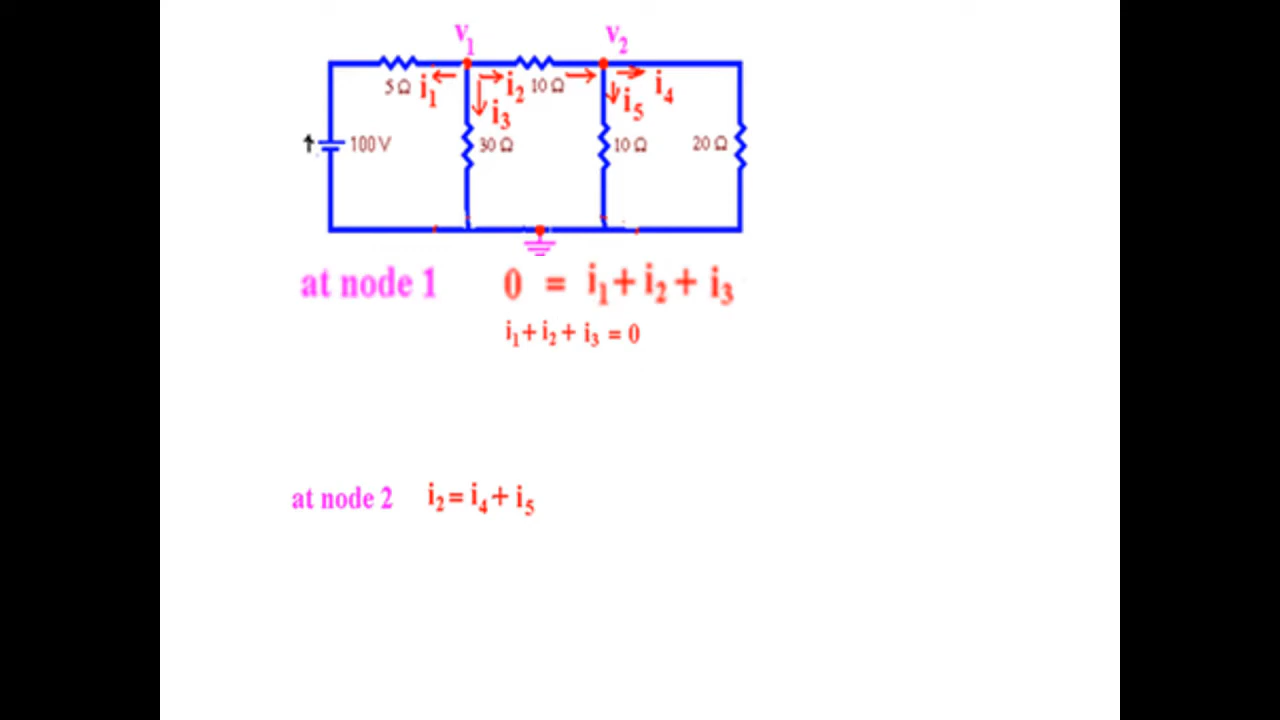 V₁ V₂
5 Ω i₁ i₂ 10 Ω i₄
i₃ i₅
100 V 30 Ω 10 Ω 20 Ω
at node 1 0 = i₁ + i₂ + i₃
i₁ + i₂ + i₃ = 0
at node 2 i₂ = i₄ + i₅